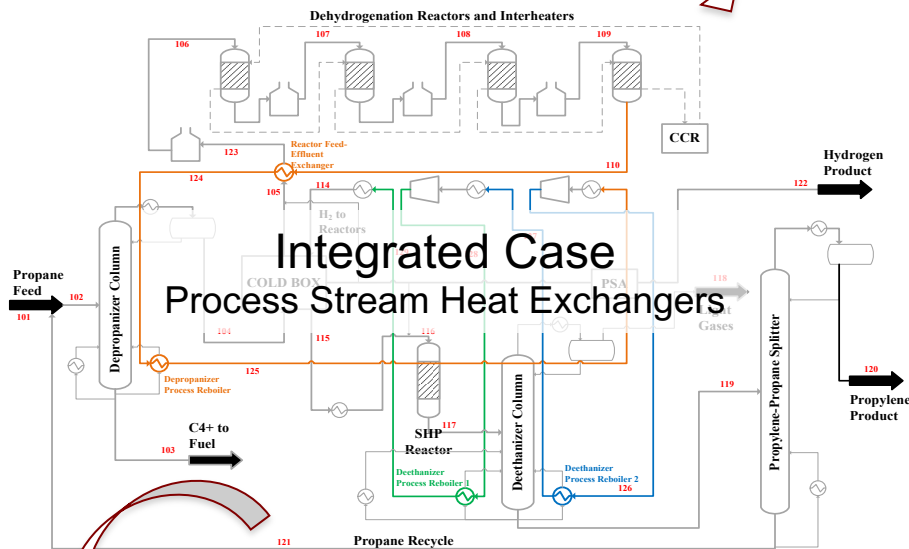 Dehydrogenation Reactors and Interheaters
106
107
108
109
CCR
Reactor Feed-
Effluent
Exchanger
123
124
110
105
114
Hydrogen
Product
122
H2 to
Reactors
Integrated Case
Process Stream Heat Exchangers
COLD BOX
PSA
118
Light
Gases
Propane
Feed
101
102
Depropanizer Column
104
115
116
125
Depropanizer
Process Reboiler
C4+ to
Fuel
103
SHP
Reactor
117
Deethanizer Column
Deethanizer
Process Reboiler 1
Deethanizer
Process Reboiler 2
126
119
Propylene-Propane Splitter
120
Propylene
Product
121
Propane Recycle